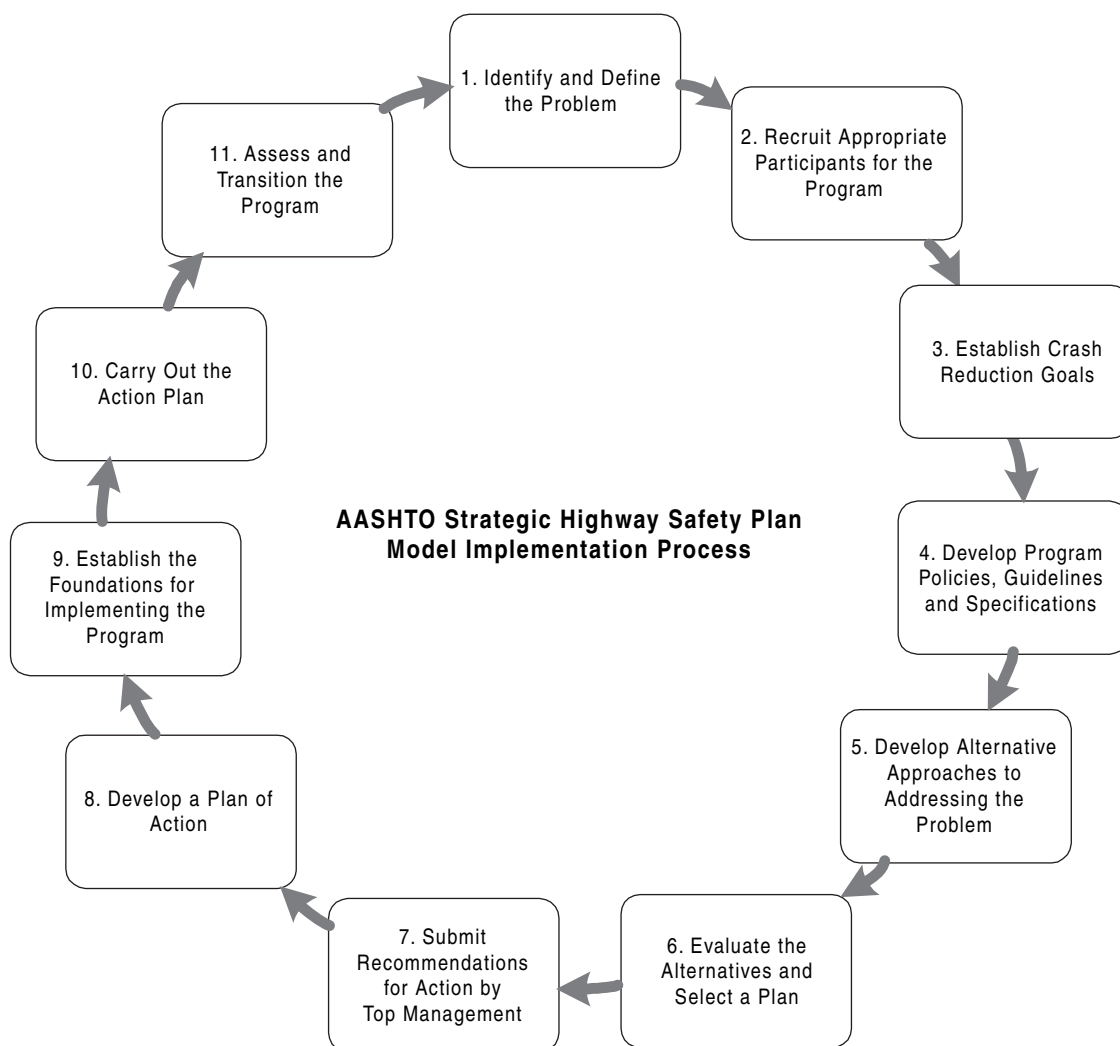 1. Identify and Define
the Problem
2. Recruit Appropriate
Participants for the
Program
3. Establish Crash
Reduction Goals
4. Develop Program
Policies, Guidelines
and Specifications
5. Develop Alternative
Approaches to
Addressing the
Problem
6. Evaluate the
Alternatives and
Select a Plan
7. Submit
Recommendations
for Action by
Top Management
8. Develop a Plan of
Action
9. Establish the
Foundations for
Implementing the
Program
10. Carry Out the
Action Plan
11. Assess and
Transition the
Program
AASHTO Strategic Highway Safety Plan
Model Implementation Process